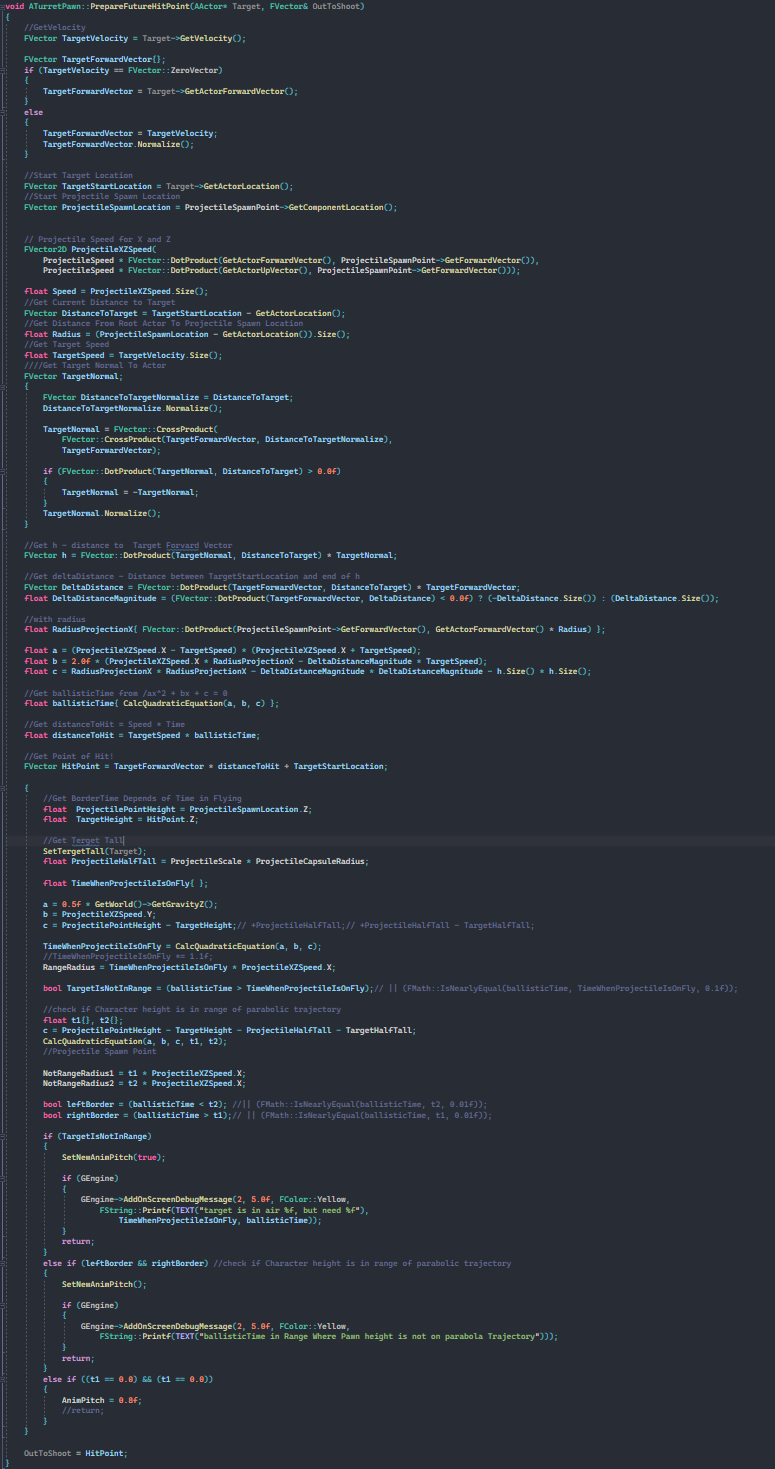 void ATurretPawn::PrepareFutureHitPoint(AActor* Target, FVector& OutToShoot)
{
//GetVelocity
FVector TargetVelocity = Target->GetVelocity();
FVector TargetForwardVector{};
if (TargetVelocity == FVector::ZeroVector)
{
TargetForwardVector = Target->GetActorForwardVector();
}
else
{
TargetForwardVector = TargetVelocity;
TargetForwardVector.Normalize();
}
//Start Target Location
FVector TargetStartLocation = Target->GetActorLocation();
//Start Projectile Spawn Location
FVector ProjectileSpawnLocation = ProjectileSpawnPoint->GetComponentLocation();
// Projectile Speed for X and Z
FVector2D ProjectileXZSpeed(
ProjectileSpeed * FVector::DotProduct(GetActorForwardVector(), ProjectileSpawnPoint->GetForwardVector()),
ProjectileSpeed * FVector::DotProduct(GetActorUpVector(), ProjectileSpawnPoint->GetForwardVector()));
float Speed = ProjectileXZSpeed.Size();
//Get Current Distance to Target
FVector DistanceToTarget = TargetStartLocation - GetActorLocation();
//Get Distance From Root Actor To Projectile Spawn Location
float Radius = (ProjectileSpawnLocation - GetActorLocation()).Size();
//Get Target Speed
float TargetSpeed = TargetVelocity.Size();
////Get Target Normal To Actor
FVector TargetNormal;
{
FVector DistanceToTargetNormalize = DistanceToTarget;
DistanceToTargetNormalize.Normalize();
TargetNormal = FVector::CrossProduct(
FVector::CrossProduct(TargetForwardVector, DistanceToTargetNormalize),
TargetForwardVector);
if (FVector::DotProduct(TargetNormal, DistanceToTarget) > 0.0f)
{
TargetNormal = -TargetNormal;
}
TargetNormal.Normalize();
}
//Get h - distance to  Target Forvard Vector
FVector h = FVector::DotProduct(TargetNormal, DistanceToTarget) * TargetNormal;
//Get deltaDistance - Distance between TargetStartLocation and end of h
FVector DeltaDistance = FVector::DotProduct(TargetForwardVector, DistanceToTarget) * TargetForwardVector;
float DeltaDistanceMagnitude = (FVector::DotProduct(TargetForwardVector, DeltaDistance) < 0.0f) ? (-DeltaDistance.Size()) : (DeltaDistance.Size());
//with radius
float RadiusProjectionX{ FVector::DotProduct(ProjectileSpawnPoint->GetForwardVector(), GetActorForwardVector() * Radius) };
float a = (ProjectileXZSpeed.X - TargetSpeed) * (ProjectileXZSpeed.X + TargetSpeed);
float b = 2.0f * (ProjectileXZSpeed.X * RadiusProjectionX - DeltaDistanceMagnitude * TargetSpeed);
float c = RadiusProjectionX * RadiusProjectionX - DeltaDistanceMagnitude * DeltaDistanceMagnitude - h.Size() * h.Size();
//Get ballisticTime from /ax^2 + bx + c = 0
float ballisticTime{ CalcQuadraticEquation(a, b, c) };
//Get distanceToHit = Speed * Time
float distanceToHit = TargetSpeed * ballisticTime;
//Get Point of Hit!
FVector HitPoint = TargetForwardVector * distanceToHit + TargetStartLocation;
{
//Get BorderTime Depends of Time in Flying
float  ProjectilePointHeight = ProjectileSpawnLocation.Z;
float  TargetHeight = HitPoint.Z;
//Get Terget Tall
SetTergetTall(Target);
float ProjectileHalfTall = ProjectileScale * ProjectileCapsuleRadius;
float TimeWhenProjectileIsOnFly{ };
a = 0.5f * GetWorld()->GetGravityZ();
b = ProjectileXZSpeed.Y;
c = ProjectilePointHeight - TargetHeight;// +ProjectileHalfTall;// +ProjectileHalfTall - TargetHalfTall;
TimeWhenProjectileIsOnFly = CalcQuadraticEquation(a, b, c);
//TimeWhenProjectileIsOnFly *= 1.1f;
RangeRadius = TimeWhenProjectileIsOnFly * ProjectileXZSpeed.X;
bool TargetIsNotInRange = (ballisticTime > TimeWhenProjectileIsOnFly);// || (FMath::IsNearlyEqual(ballisticTime, TimeWhenProjectileIsOnFly, 0.1f));
//check if Character height is in range of parabolic trajectory
float t1{}, t2{};
c = ProjectilePointHeight - TargetHeight - ProjectileHalfTall - TargetHalfTall;
CalcQuadraticEquation(a, b, c, t1, t2);
//Projectile Spawn Point
NotRangeRadius1 = t1 * ProjectileXZSpeed.X;
NotRangeRadius2 = t2 * ProjectileXZSpeed.X;
bool leftBorder = (ballisticTime < t2); //|| (FMath::IsNearlyEqual(ballisticTime, t2, 0.01f));
bool rightBorder = (ballisticTime > t1);// || (FMath::IsNearlyEqual(ballisticTime, t1, 0.01f));
if (TargetIsNotInRange)
{
SetNewAnimPitch(true);
if (GEngine)
{
GEngine->AddOnScreenDebugMessage(2, 5.0f, FColor::Yellow,
FString::Printf(TEXT("target is in air %f, but need %f"),
TimeWhenProjectileIsOnFly, ballisticTime));
}
return;
}
else if (leftBorder && rightBorder) //check if Character height is in range of parabolic trajectory
{
SetNewAnimPitch();
if (GEngine)
{
GEngine->AddOnScreenDebugMessage(2, 5.0f, FColor::Yellow,
FString::Printf(TEXT("ballisticTime in Range Where Pawn height is not on parabola Trajectory")));
}
return;
}
else if ((t1 == 0.0) && (t1 == 0.0))
{
AnimPitch = 0.0f;
//return;
}
}
OutToShoot = HitPoint;
}